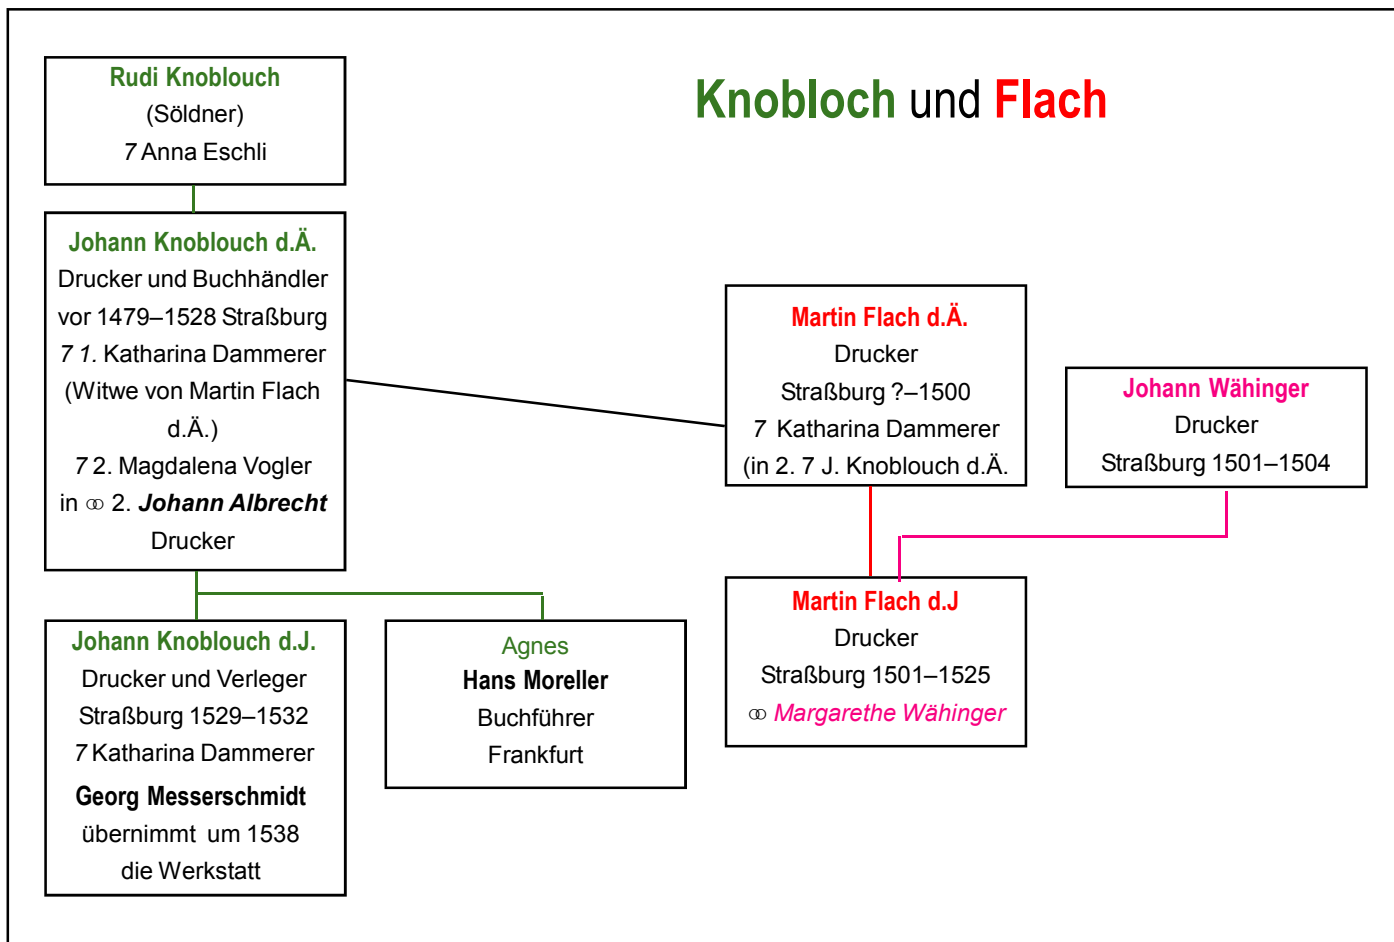 Knobloch und Flach
Rudi Knoblouch
(Söldner)
7 Anna Eschli
Johann Knoblouch d.Ä.
Drucker und Buchhändler
vor 1479–1528 Straßburg
7 1. Katharina Dammerer
(Witwe von Martin Flach
d.Ä.)
7 2. Magdalena Vogler
in ⚭ 2. Johann Albrecht
Drucker
Martin Flach d.Ä.
Drucker
Straßburg ?–1500
7 Katharina Dammerer
(in 2. 7 J. Knoblouch d.Ä.
Johann Wähinger
Drucker
Straßburg 1501–1504
Johann Knoblouch d.J.
Drucker und Verleger
Straßburg 1529–1532
7 Katharina Dammerer
Georg Messerschmidt
übernimmt um 1538
die Werkstatt
Agnes
Hans Moreller
Buchführer
Frankfurt
Martin Flach d.J
Drucker
Straßburg 1501–1525
⚭ Margarethe Wähinger